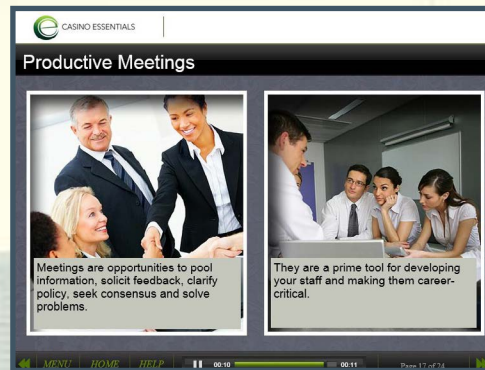 CASINO ESSENTIALS
Productive Meetings
Meetings are opportunities to pool
information, solicit feedback, clarify
policy, seek consensus and solve
problems.
They are a prime tool for developing
your staff and making them career-
critical.
MENU HOME HELP 00:10 00:11 Page 17 of 74